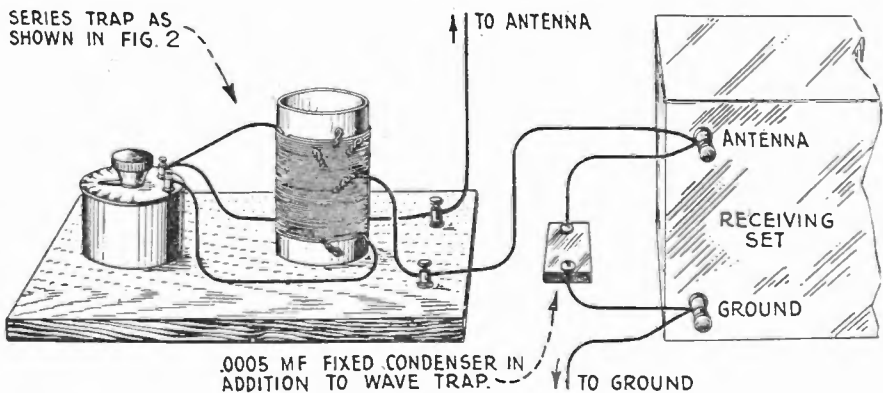 SERIES TRAP AS
SHOWN IN FIG. 2
TO ANTENNA
ANTENNA
RECEIVING
SET
GROUND
.0005 MF FIXED CONDENSER IN
ADDITION TO WAVE TRAP.
TO GROUND